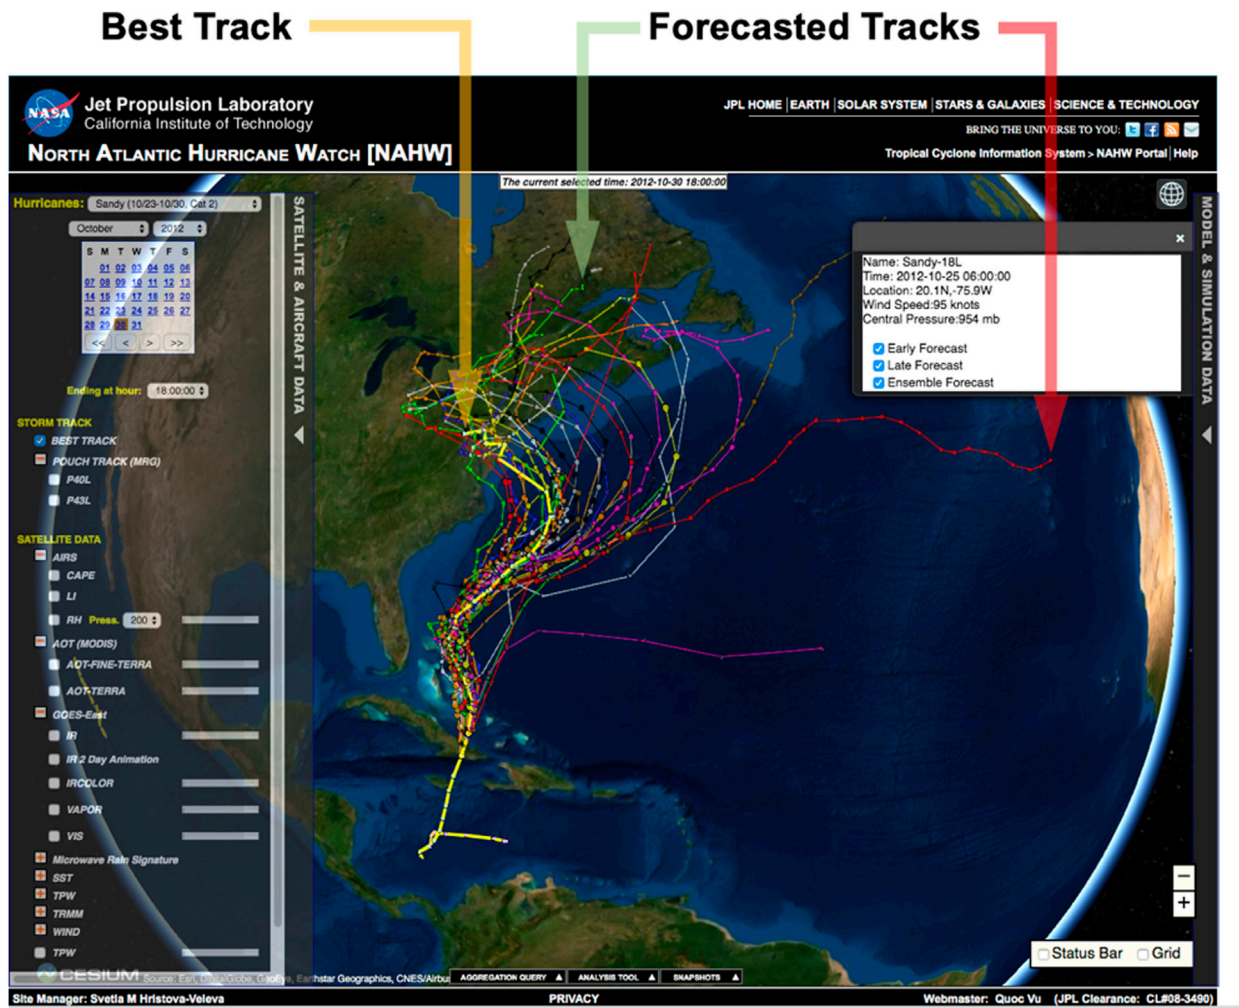 Best Track
Forecasted Tracks
NASA
Jet Propulsion Laboratory
California Institute of Technology
NORTH ATLANTIC HURRICANE WATCH [NAHW]
JPL HOME | EARTH | SOLAR SYSTEM | STARS & GALAXIES | SCIENCE & TECHNOLOGY
BRING THE UNIVERSE TO YOU:
Tropical Cyclone Information System > NAHW Portal | Help
The current selected time: 2012-10-30 18:00:00
Hurricanes: Sandy (10/23-10/30, Cat 2)
October 2012
S M T W T F S
01 02 03 04 05 06
07 08 09 10 11 12 13
14 15 16 17 18 19 20
21 22 23 24 25 26 27
28 29 30 31
<< < > >>
Ending at hour: 18:00:00
STORM TRACK
BEST TRACK
POUCH TRACK (MRG)
P40L
P43L
SATELLITE DATA
AIRS
CAPE
LI
RH Press. 200
AOT (MODIS)
AOT-FINE-TERRA
AOT-TERRA
GOES-East
IR
IR 2 Day Animation
IRCOLOR
VAPOR
VIS
Microwave Rain Signature
SST
TPW
TRMM
WIND
TPW
SATELLITE & AIRCRAFT DATA
MODEL & SIMULATION DATA
×
Name: Sandy-18L
Time: 2012-10-25 06:00:00
Location: 20.1N,-75.9W
Wind Speed:95 knots
Central Pressure:954 mb
Early Forecast
Late Forecast
Ensemble Forecast
−
+
Status Bar Grid
CESIUM Source: Esri, DigitalGlobe, GeoEye, Earthstar Geographics, CNES/Airbu
AGGREGATION QUERY ANALYSIS TOOL SNAPSHOTS
Site Manager: Svetla M Hristova-Veleva
PRIVACY
Webmaster: Quoc Vu (JPL Clearance: CL#08-3490)